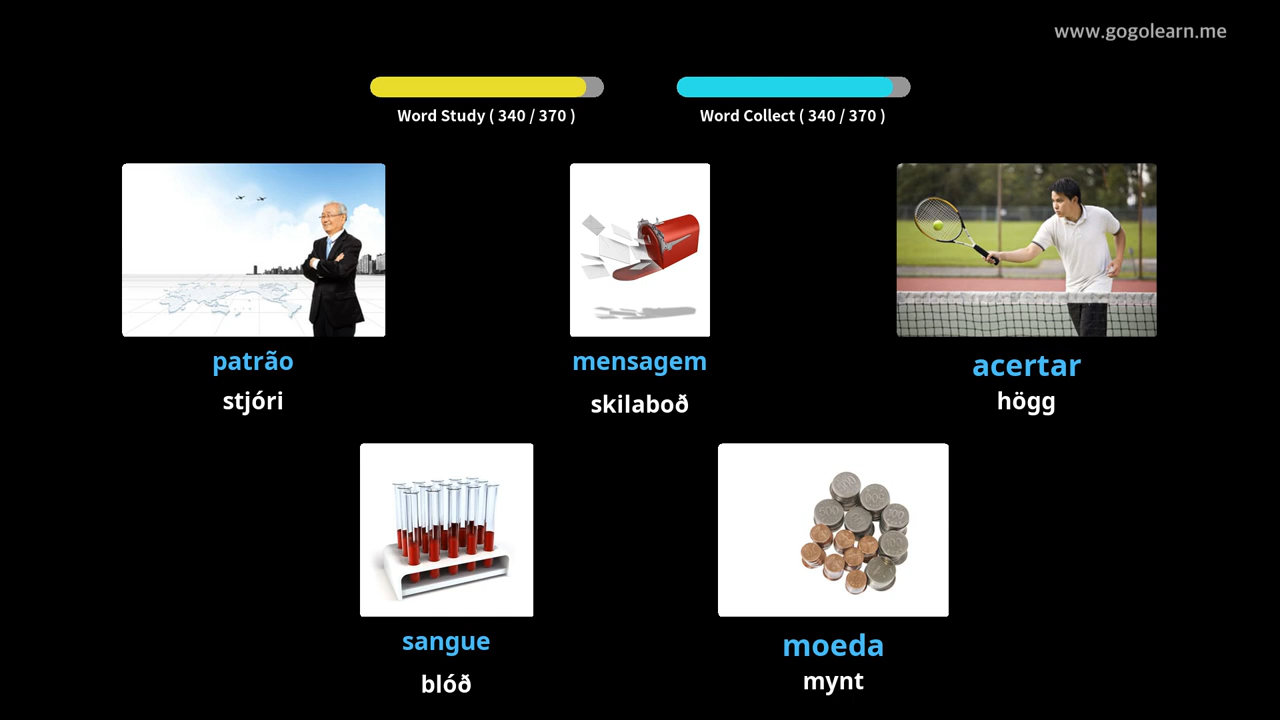 www.gogolearn.me
Word Study ( 340 / 370 )
Word Collect ( 340 / 370 )
patrão
stjóri
mensagem
skilaboð
acertar
högg
sangue
blóð
moeda
mynt